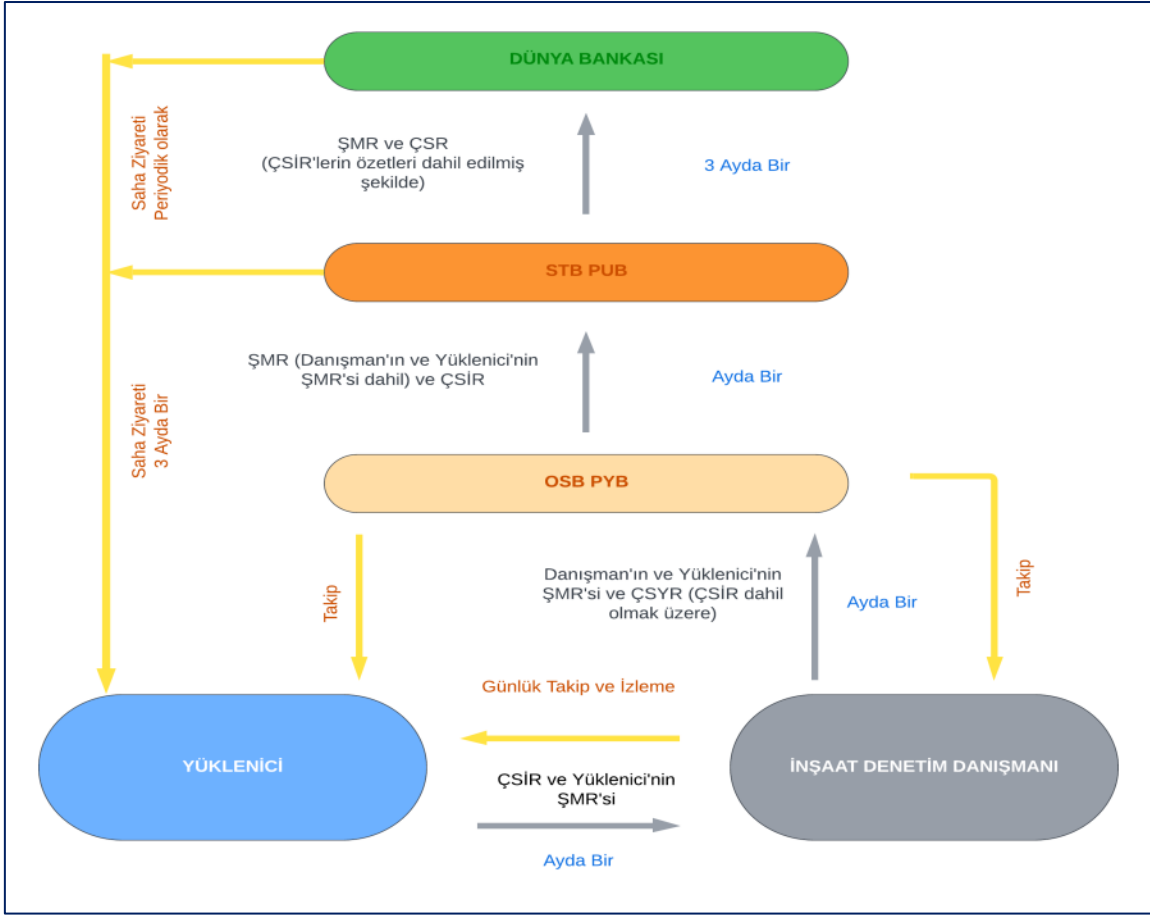 DÜNYA BANKASI
ŞMR ve ÇSR
(ÇSİR'lerin özetleri dahil edilmiş
şekilde)
3 Ayda Bir
Saha Ziyareti
Periyodik olarak
STB PUB
ŞMR (Danışman'ın ve Yüklenici'nin
ŞMR'si dahil) ve ÇSİR
Ayda Bir
Saha Ziyareti
3 Ayda Bir
OSB PYB
Takip
Danışman'ın ve Yüklenici'nin
ŞMR'si ve ÇSYR (ÇSİR dahil
olmak üzere)
Ayda Bir
Takip
Günlük Takip ve İzleme
YÜKLENİCİ
İNŞAAT DENETİM DANIŞMANI
ÇSİR ve Yüklenici'nin
ŞMR'si
Ayda Bir